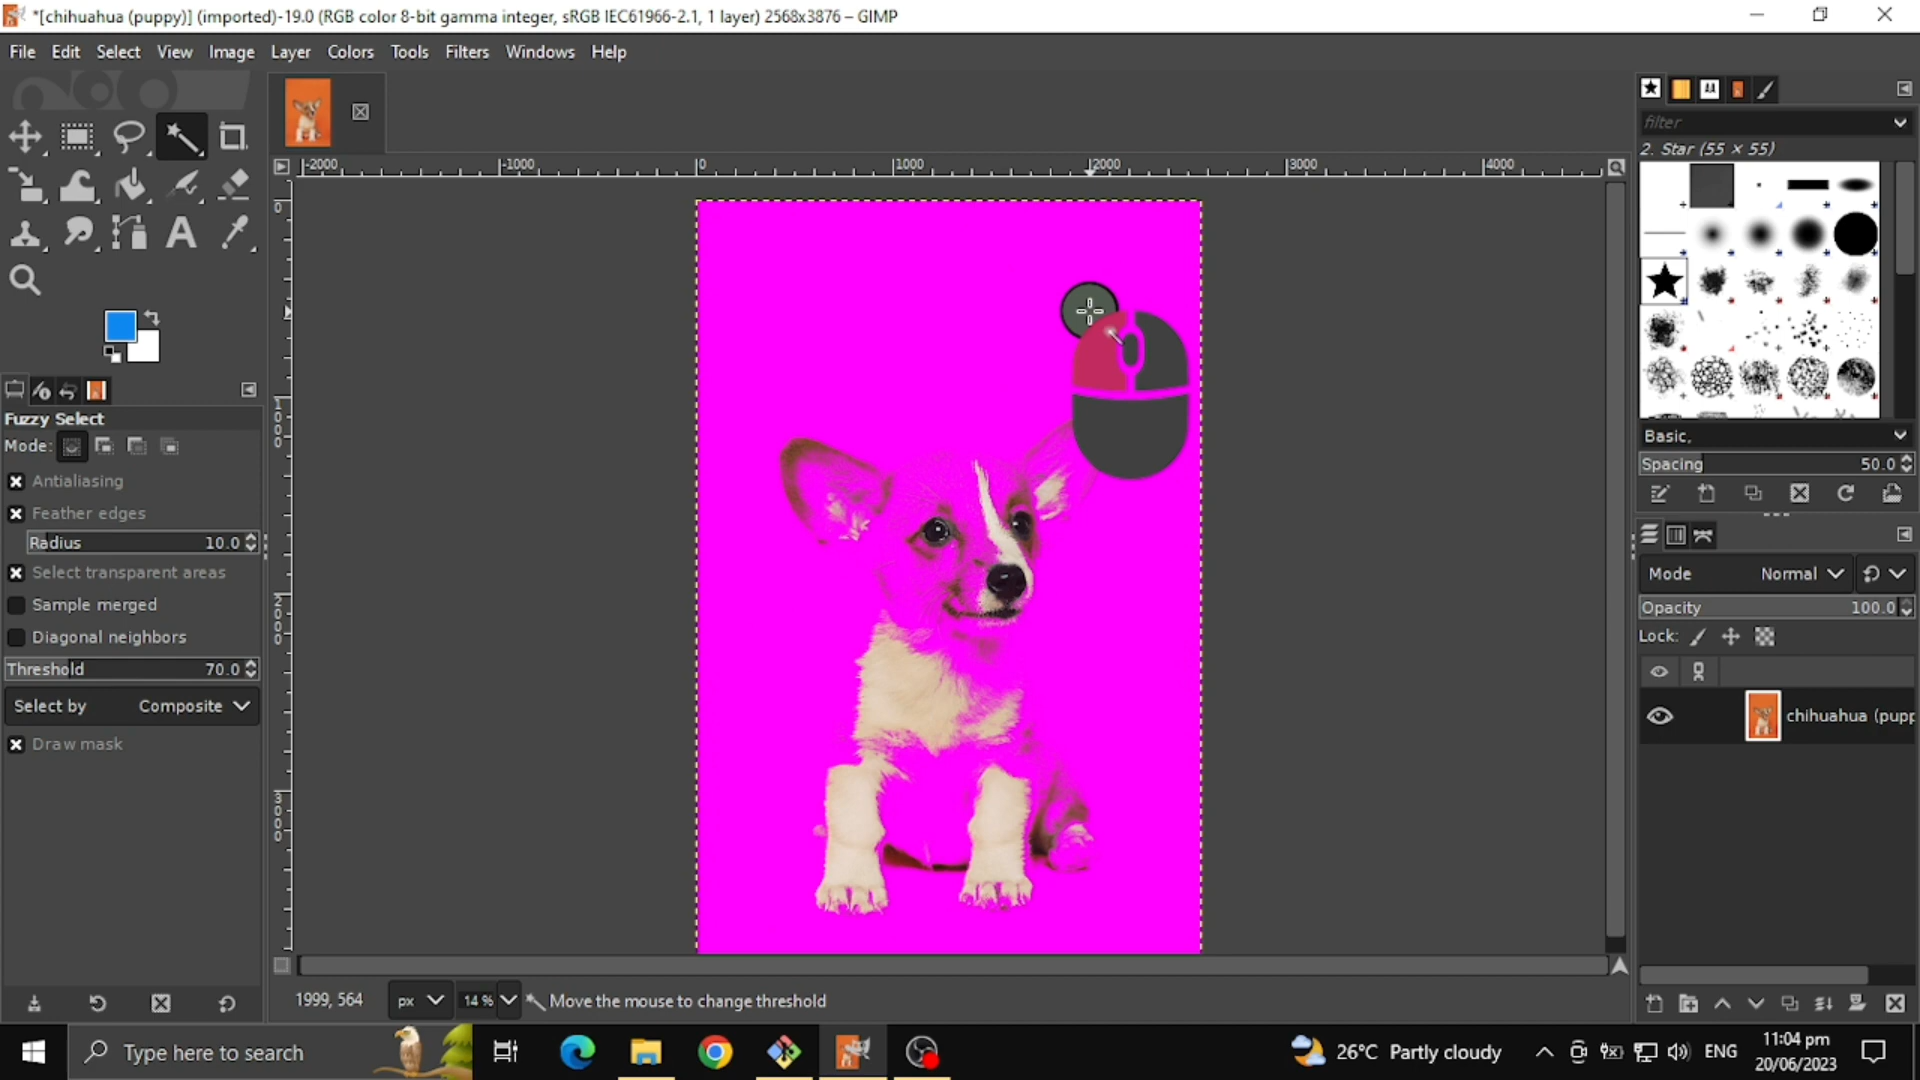 *[chihuahua (puppy)] (imported)-19.0 (RGB color 8-bit gamma integer, sRGB IEC61966-2.1, 1 layer) 2568x3876 – GIMP
File Edit Select View Image Layer Colors Tools Filters Windows Help
filter
2. Star (55 × 55)
-2000 -1000 0 1000 2000 3000 4000
0
1000
2000
3000
Fuzzy Select
Mode:
Antialiasing
Feather edges
Radius 10.0
Select transparent areas
Sample merged
Diagonal neighbors
Threshold 70.0
Select by Composite
Draw mask
Basic,
Spacing 50.0
Mode Normal
Opacity 100.0
Lock:
chihuahua (pupp
1999, 564 px 14 % Move the mouse to change threshold
Type here to search
26°C Partly cloudy
ENG
11:04 pm
20/06/2023